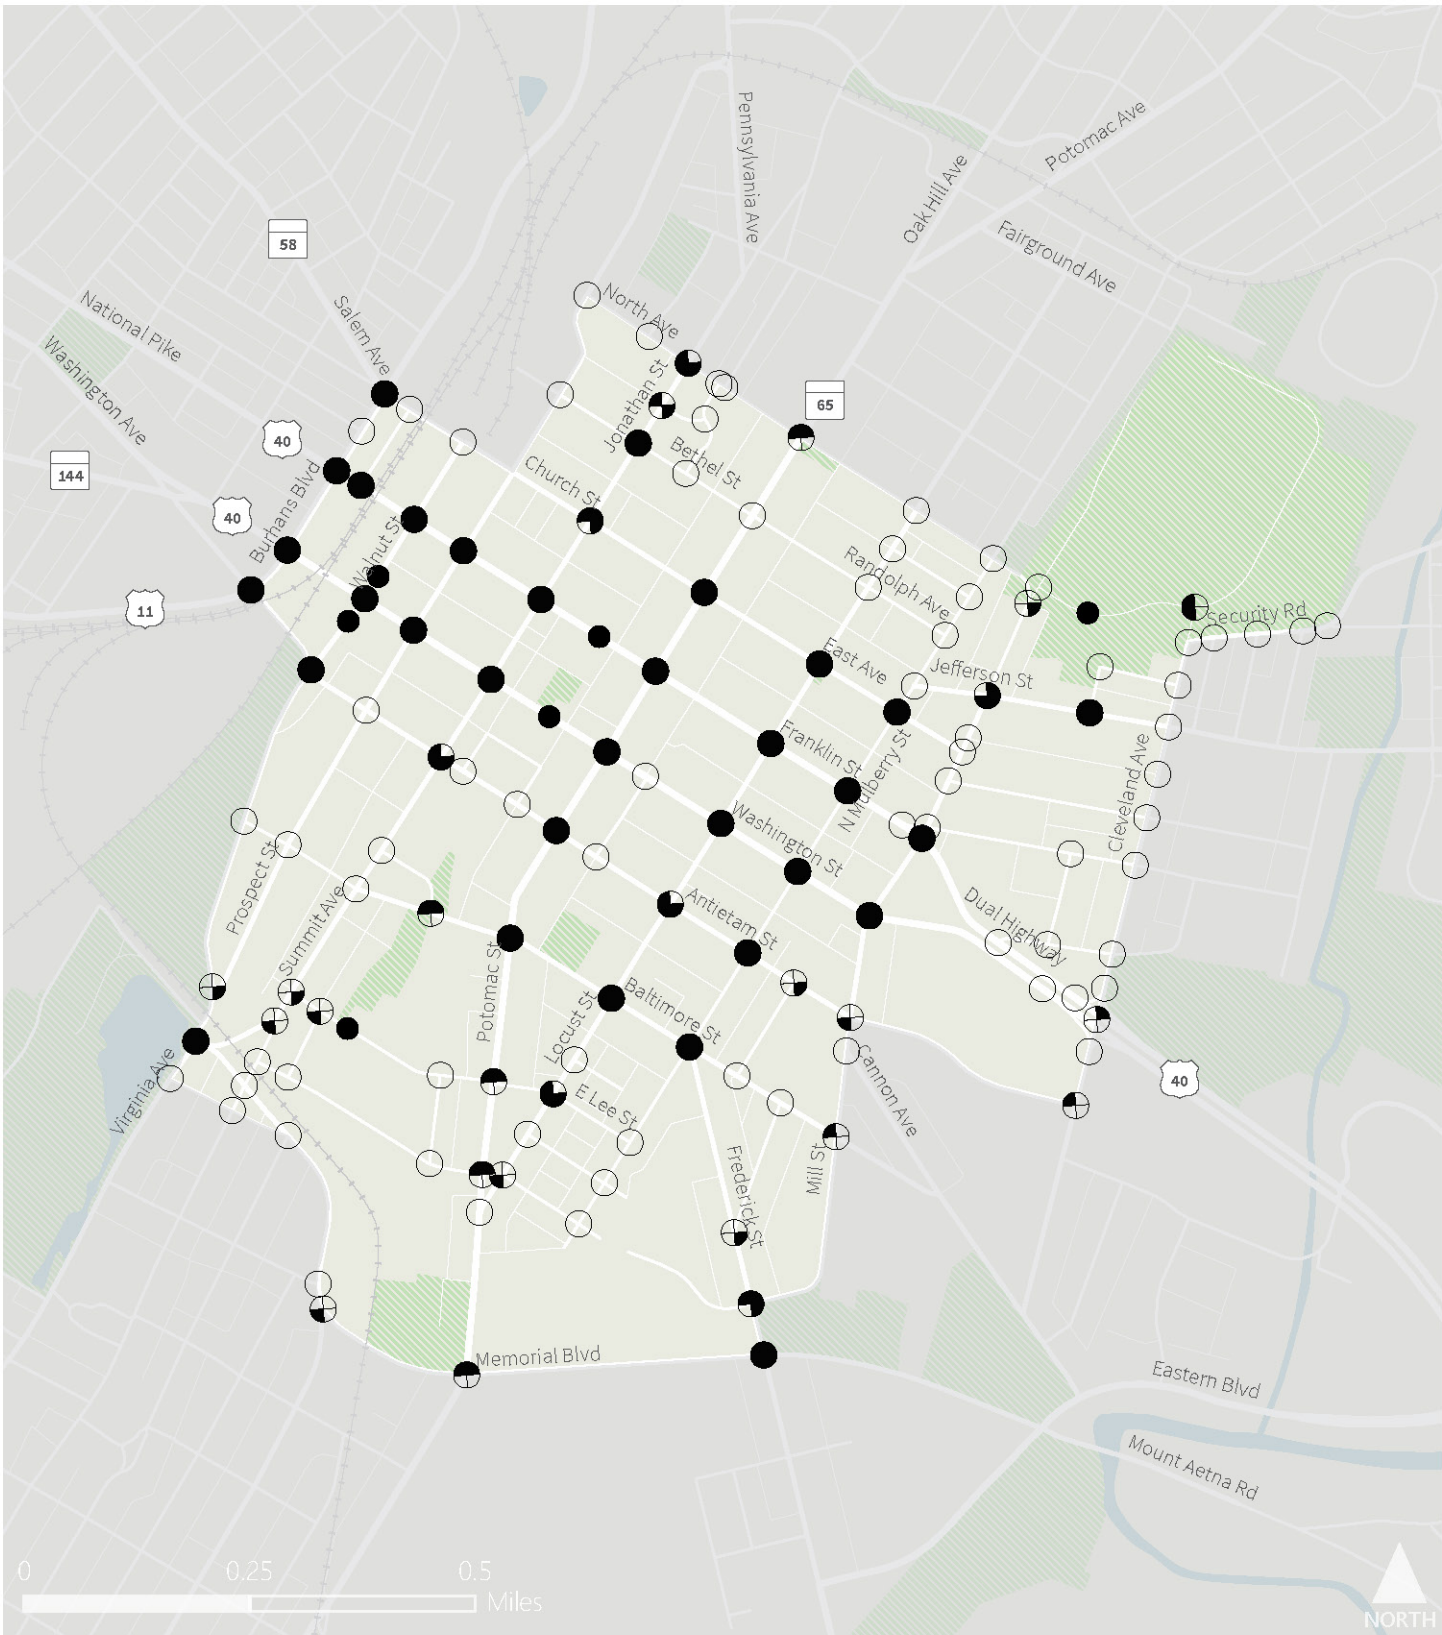 Pennsylvania Ave
Potomac Ave
Oak Hill Ave
Fairground Ave
58
National Pike
Salem Ave
Washington Ave
North Ave
Jonathan St
65
40
144
Burhans Blvd
Bethel St
Church St
40
Walnut St
Randolph Ave
11
Security Rd
East Ave
Jefferson St
Franklin St
N Mulberry St
Cleveland Ave
Washington St
Prospect St
Summit Ave
Antietam St
Dual Highway
Potomac St
Baltimore St
Locust St
Virginia Ave
Cannon Ave
40
E Lee St
Mill St
Frederick St
Memorial Blvd
Eastern Blvd
Mount Aetna Rd
0 0.25 0.5
Miles
NORTH